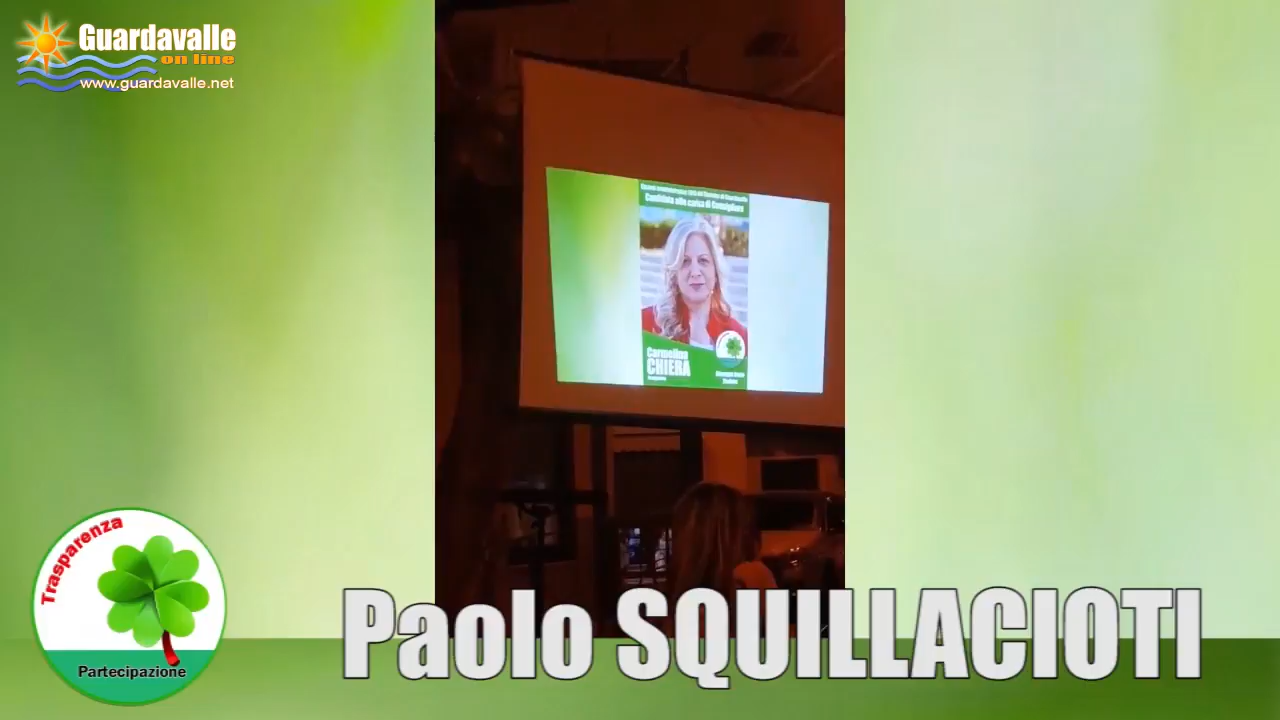 Guardavalle
on line
www.guardavalle.net
Candidata alla carica di Consigliere
Carmelina
CHIERA
Trasparenza
Partecipazione
Paolo SQUILLACIOTI